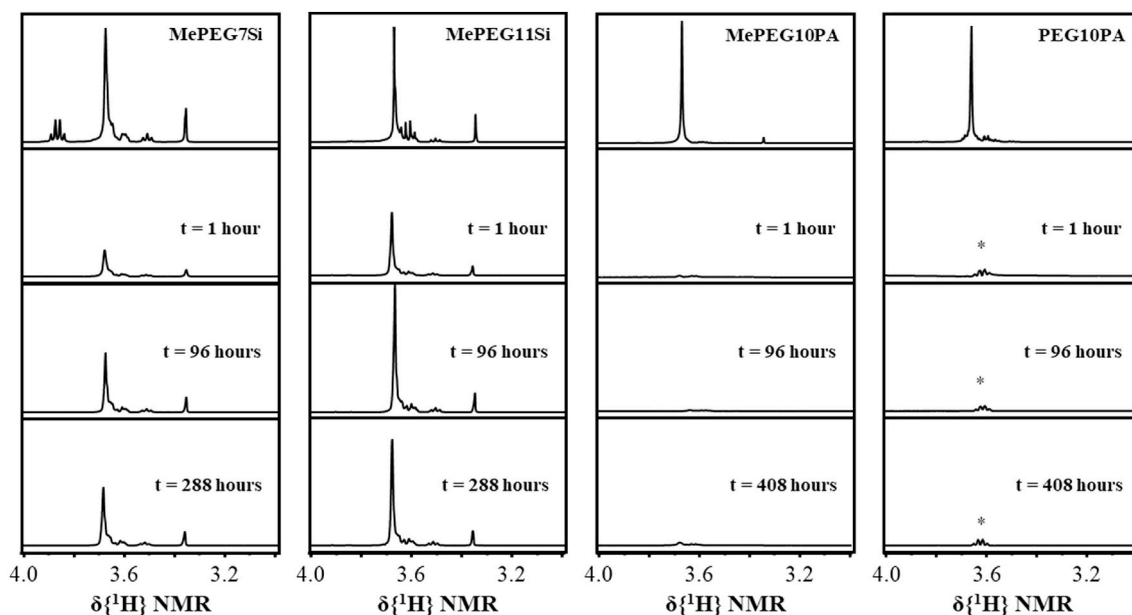 MePEG7Si
t = 1 hour
t = 96 hours
t = 288 hours
4.0 3.6 3.2
δ{¹H} NMR
MePEG11Si
t = 1 hour
t = 96 hours
t = 288 hours
4.0 3.6 3.2
δ{¹H} NMR
MePEG10PA
t = 1 hour
t = 96 hours
t = 408 hours
4.0 3.6 3.2
δ{¹H} NMR
PEG10PA
t = 1 hour
*
t = 96 hours
*
t = 408 hours
*
4.0 3.6 3.2
δ{¹H} NMR